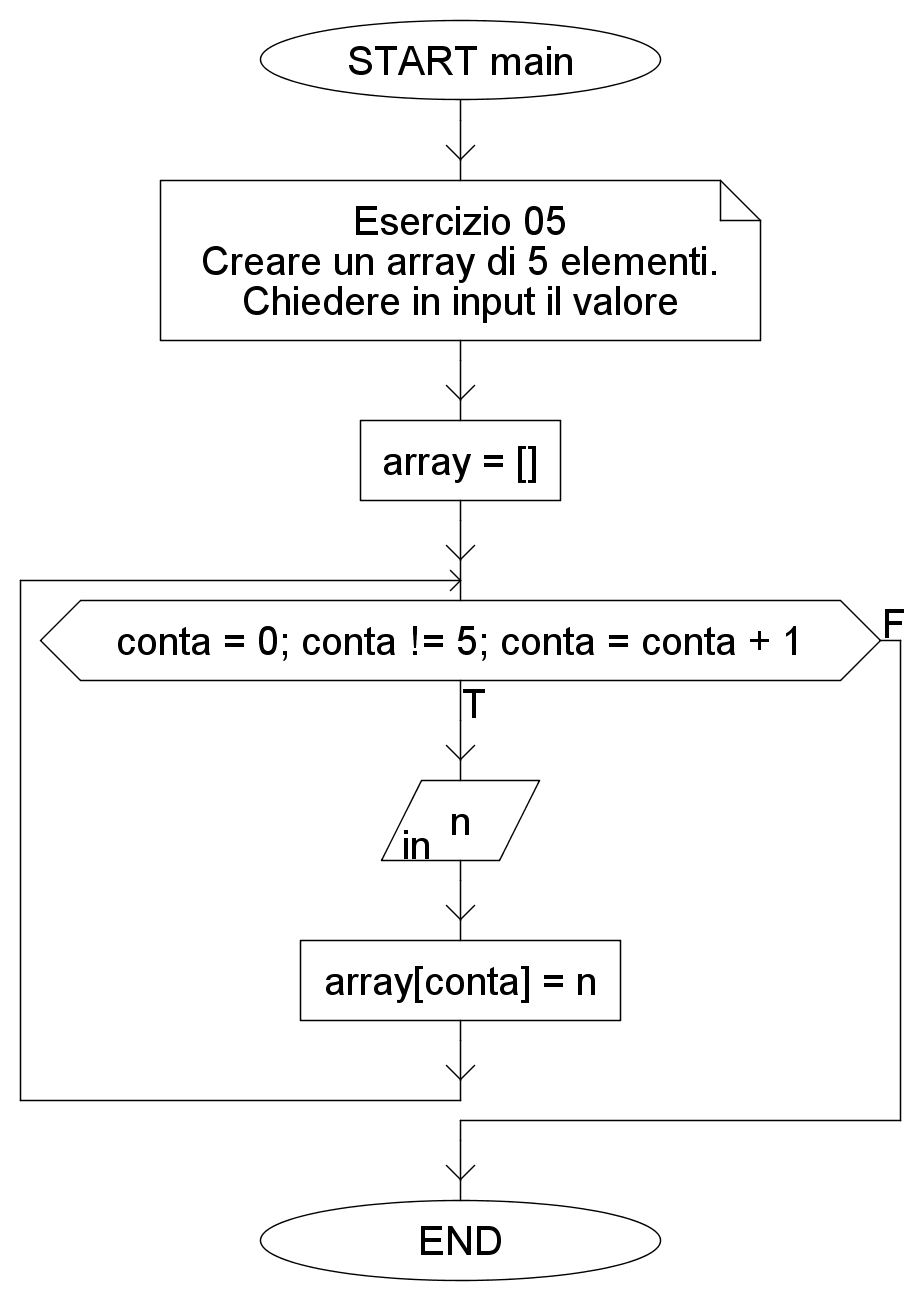 START main
Esercizio 05
Creare un array di 5 elementi.
Chiedere in input il valore
array = []
conta = 0; conta != 5; conta = conta + 1
F
T
n
in
array[conta] = n
END